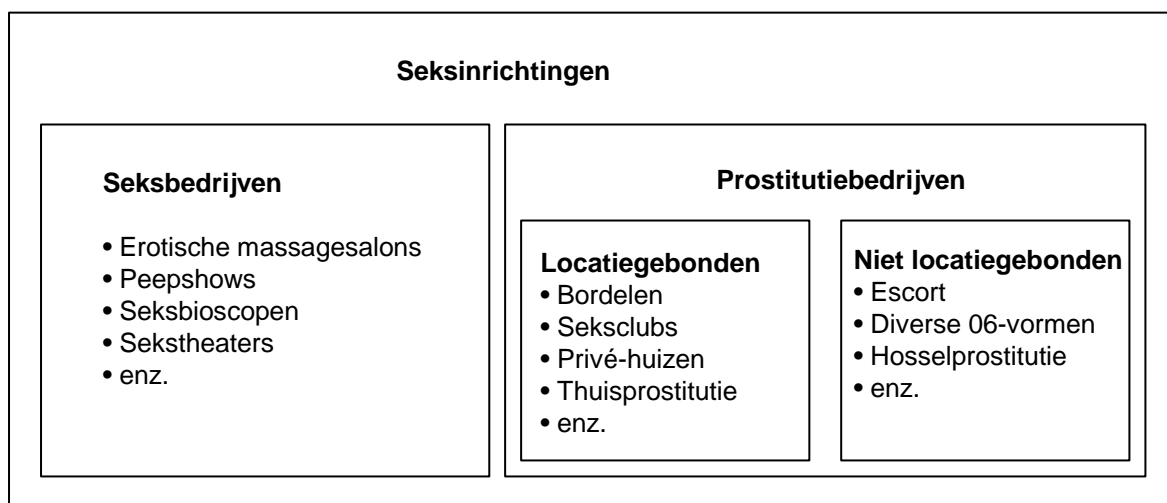 Seksinrichtingen
Seksbedrijven
• Erotische massagesalons
• Peepshows
• Seksbioscopen
• Sekstheaters
• enz.
Prostitutiebedrijven
Locatiegebonden
• Bordelen
• Seksclubs
• Privé-huizen
• Thuisprostitutie
• enz.
Niet locatiegebonden
• Escort
• Diverse 06-vormen
• Hosselprostitutie
• enz.